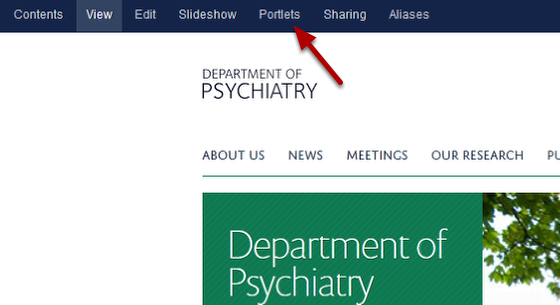 Contents View Edit Slideshow Portlets Sharing Aliases
DEPARTMENT OF
PSYCHIATRY
ABOUT US NEWS MEETINGS OUR RESEARCH PU
Department of
Psychiatry